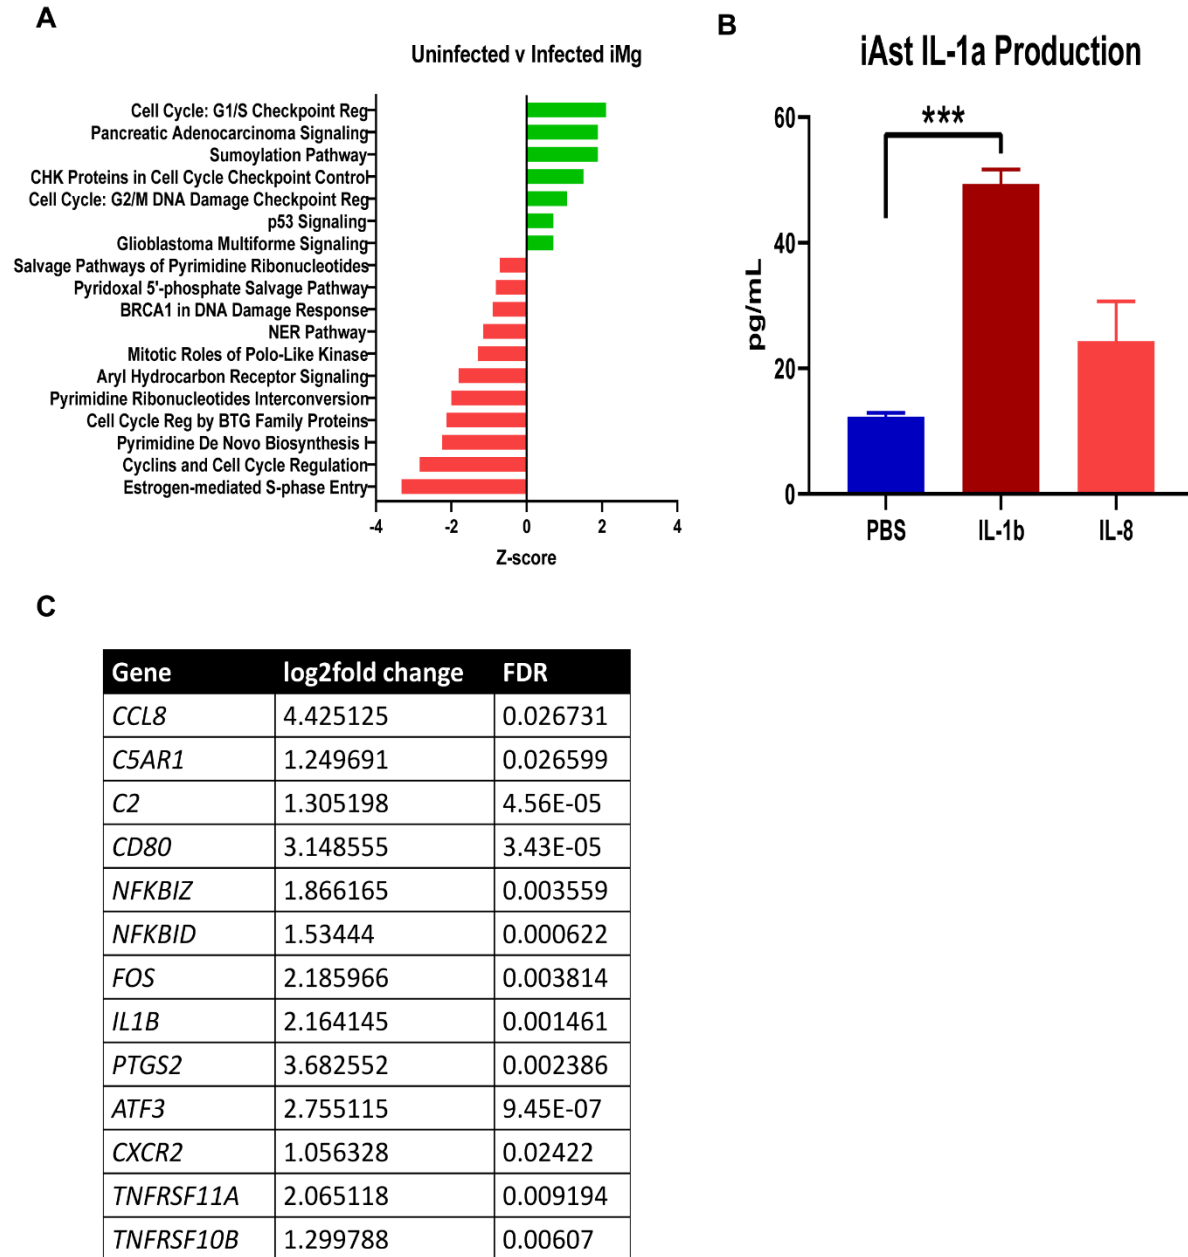 A
Uninfected v Infected iMg
Cell Cycle: G1/S Checkpoint Reg
Pancreatic Adenocarcinoma Signaling
Sumoylation Pathway
CHK Proteins in Cell Cycle Checkpoint Control
Cell Cycle: G2/M DNA Damage Checkpoint Reg
p53 Signaling
Glioblastoma Multiforme Signaling
Salvage Pathways of Pyrimidine Ribonucleotides
Pyridoxal 5'-phosphate Salvage Pathway
BRCA1 in DNA Damage Response
NER Pathway
Mitotic Roles of Polo-Like Kinase
Aryl Hydrocarbon Receptor Signaling
Pyrimidine Ribonucleotides Interconversion
Cell Cycle Reg by BTG Family Proteins
Pyrimidine De Novo Biosynthesis I
Cyclins and Cell Cycle Regulation
Estrogen-mediated S-phase Entry
-4 -2 0 2 4
Z-score
B
iAst IL-1a Production
***
pg/mL
60
40
20
0
PBS IL-1b IL-8
C
Gene log2fold change FDR
CCL8 4.425125 0.026731
C5AR1 1.249691 0.026599
C2 1.305198 4.56E-05
CD80 3.148555 3.43E-05
NFKBIZ 1.866165 0.003559
NFKBID 1.53444 0.000622
FOS 2.185966 0.003814
IL1B 2.164145 0.001461
PTGS2 3.682552 0.002386
ATF3 2.755115 9.45E-07
CXCR2 1.056328 0.02422
TNFRSF11A 2.065118 0.009194
TNFRSF10B 1.299788 0.00607